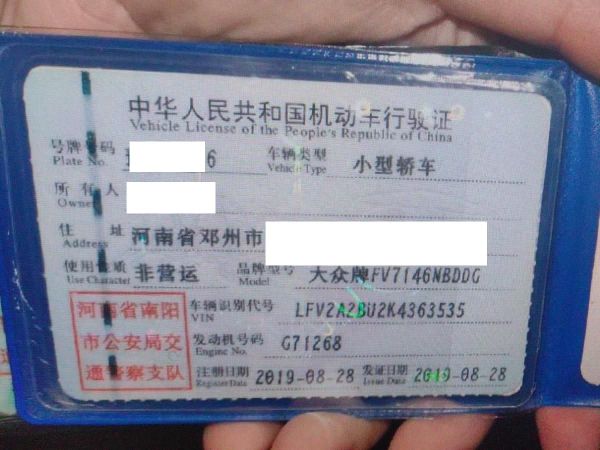 中华人民共和国机动车行驶证
Vehicle License of the People's Republic of China
号牌号码 6 车辆类型 小型轿车
Plate No. Vehicle Type
所有人
Owner
住址 河南省邓州市
Address
使用性质 非营运 品牌型号 大众牌FV7146NBDDG
Use Character Model
河南省南阳 车辆识别代号 LFV2A2BU2K4363535
VIN
市公安局交 发动机号码 G71268
Engine No.
通警察支队 注册日期 2019-08-28 发证日期 2019-08-28
Register Date Issue Date